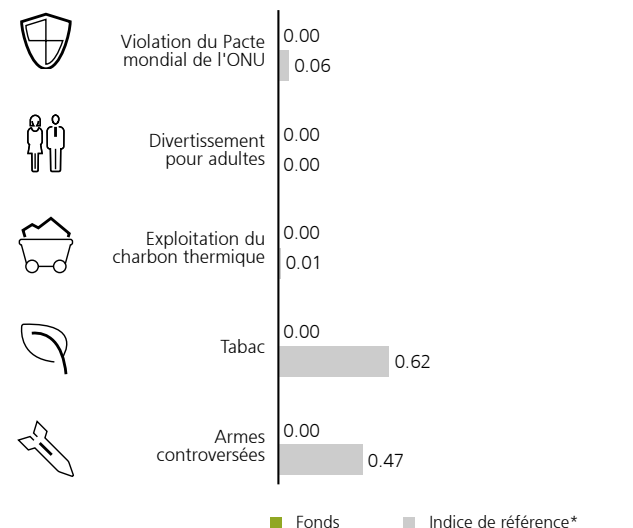 Violation du Pacte
mondial de l'ONU
0.00
0.06
Divertissement
pour adultes
0.00
0.00
Exploitation du
charbon thermique
0.00
0.01
Tabac
0.00
0.62
Armes
controversées
0.00
0.47
Fonds
Indice de référence*